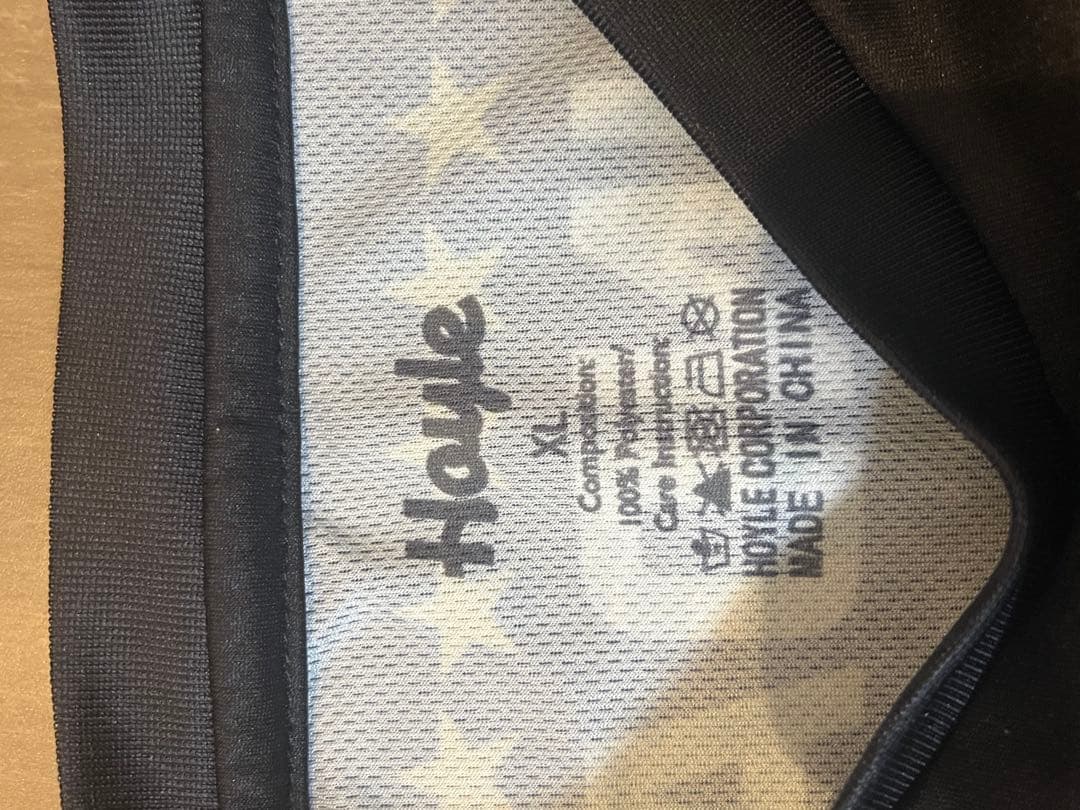 Hoyle
XL
Composition:
100% Polyester/
Care Instruction:
HOYLE CORPORATION
MADE IN CHINA